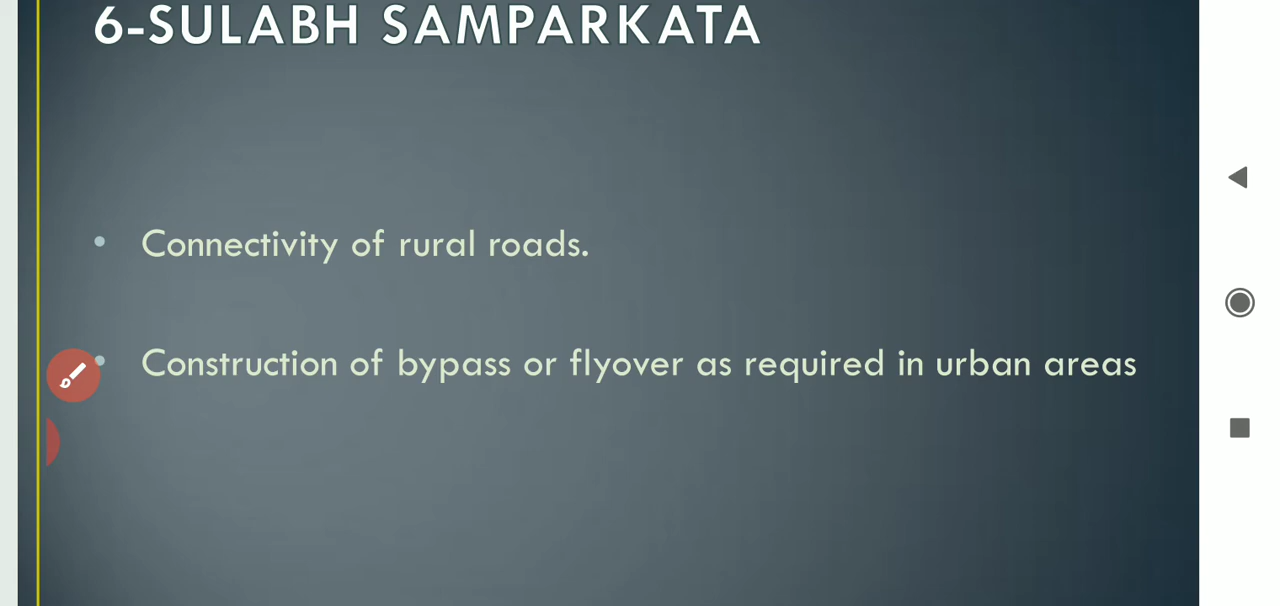 6-SULABH SAMPARKATA
• Connectivity of rural roads.
• Construction of bypass or flyover as required in urban areas